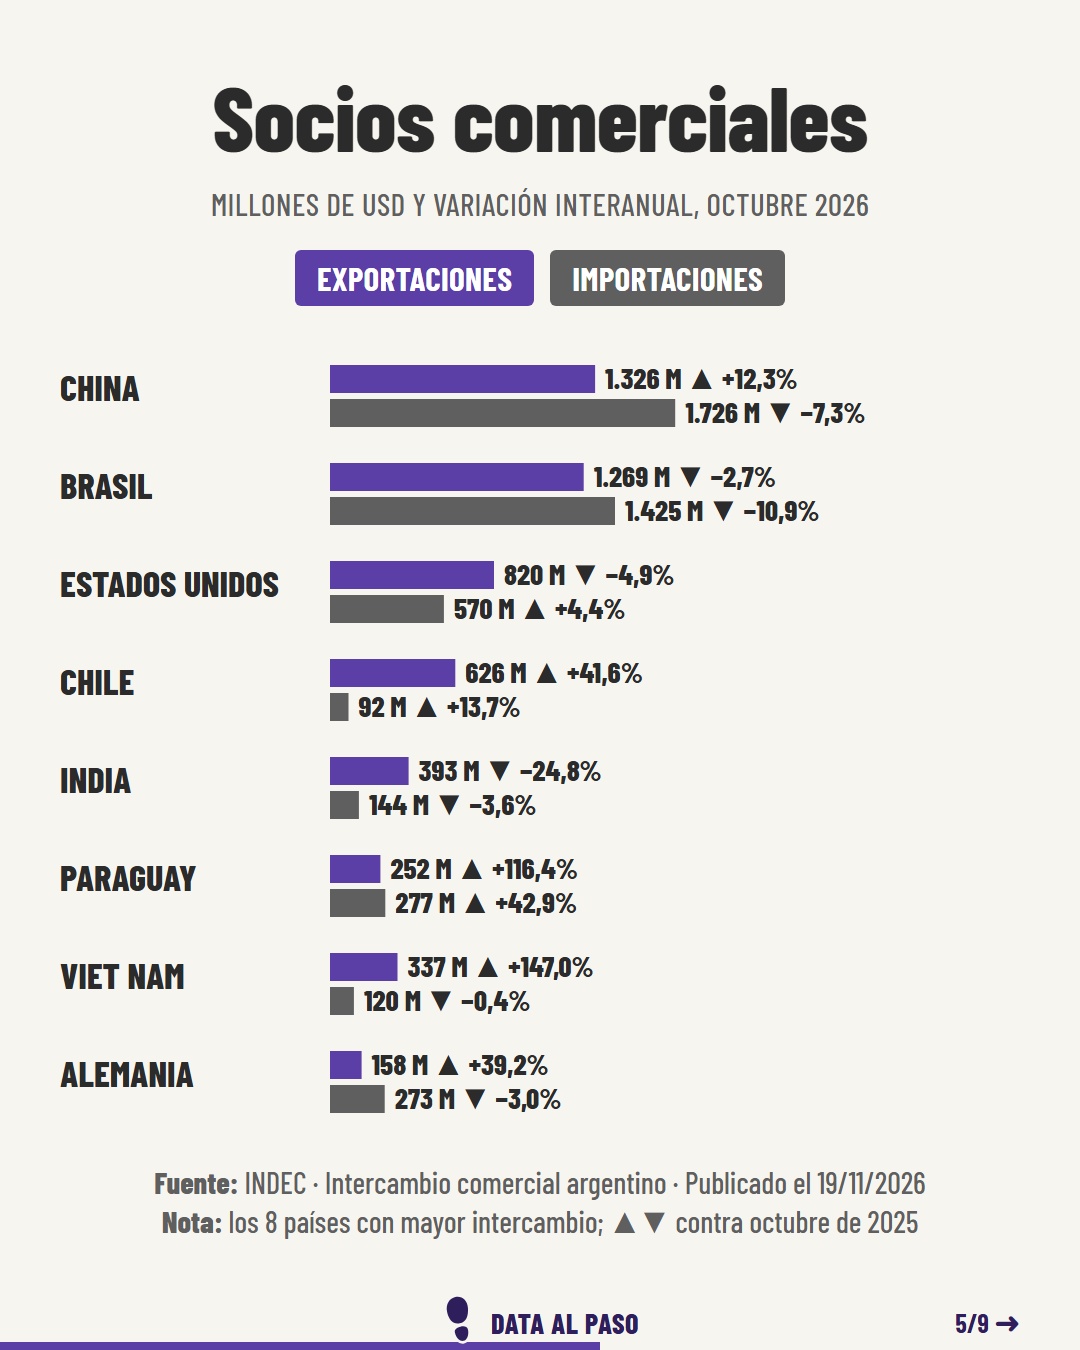 Socios comerciales
MILLONES DE USD Y VARIACIÓN INTERANUAL, OCTUBRE 2026
EXPORTACIONES IMPORTACIONES
CHINA
1.326 M ▲ +12,3%
1.726 M ▼ −7,3%
BRASIL
1.269 M ▼ −2,7%
1.425 M ▼ −10,9%
ESTADOS UNIDOS
820 M ▼ −4,9%
570 M ▲ +4,4%
CHILE
626 M ▲ +41,6%
92 M ▲ +13,7%
INDIA
393 M ▼ −24,8%
144 M ▼ −3,6%
PARAGUAY
252 M ▲ +116,4%
277 M ▲ +42,9%
VIET NAM
337 M ▲ +147,0%
120 M ▼ −0,4%
ALEMANIA
158 M ▲ +39,2%
273 M ▼ −3,0%
Fuente: INDEC · Intercambio comercial argentino · Publicado el 19/11/2026
Nota: los 8 países con mayor intercambio; ▲▼ contra octubre de 2025
DATA AL PASO
5/9 ➔